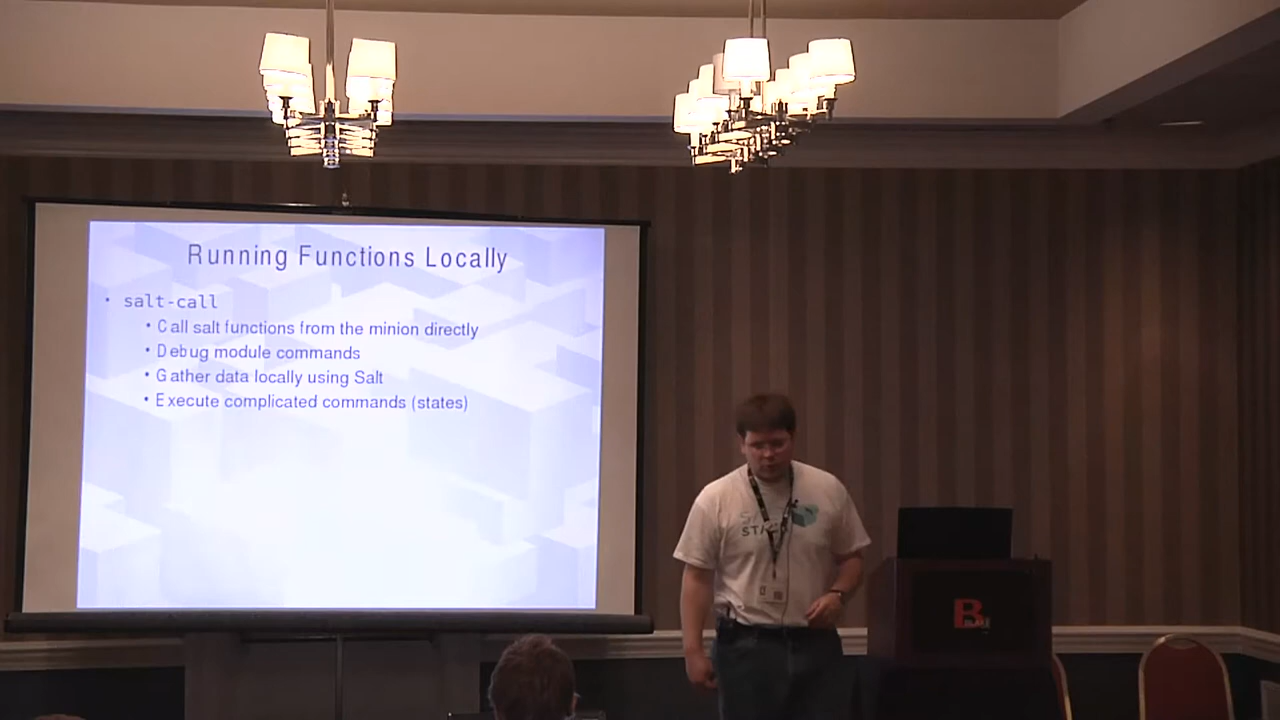 Running Functions Locally
• salt-call
• Call salt functions from the minion directly
• Debug module commands
• Gather data locally using Salt
• Execute complicated commands (states)